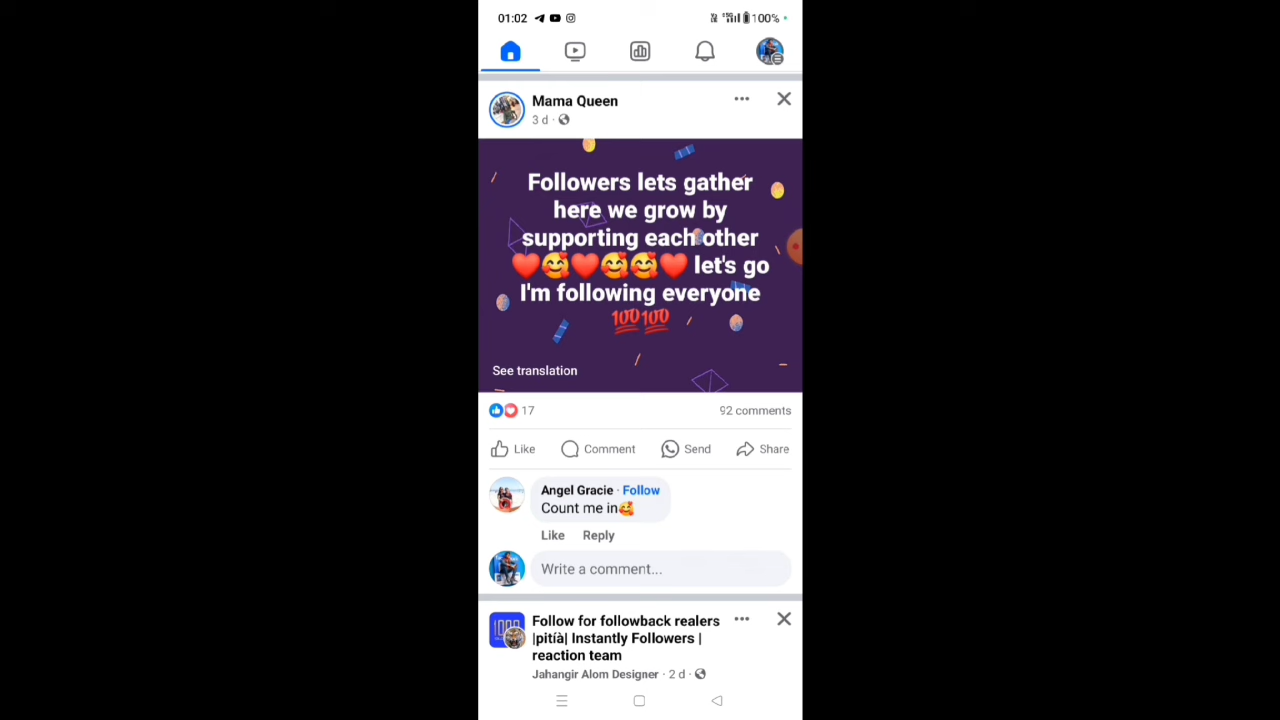 01:02 100%
Mama Queen
3 d
Followers lets gather
here we grow by
supporting each other
❤️🥰❤️🥰🥰❤️ let's go
I'm following everyone
💯💯
See translation
17 92 comments
Like Comment Send Share
Angel Gracie · Follow
Count me in🥰
Like Reply
Write a comment...
Follow for followback realers
|pítíà| Instantly Followers |
reaction team
Jahangir Alom Designer · 2 d ·